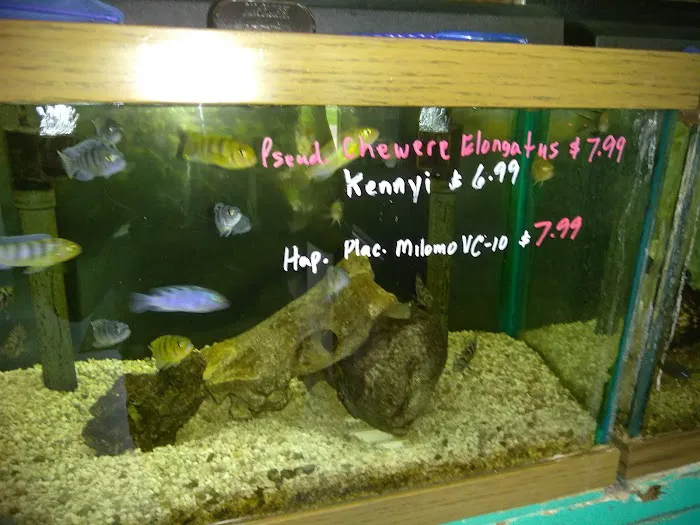 Pseud. Chewere Elongatus $ 7.99
Kennyi $ 6.99
Hap. Plac. Milomo VC-10 $ 7.99